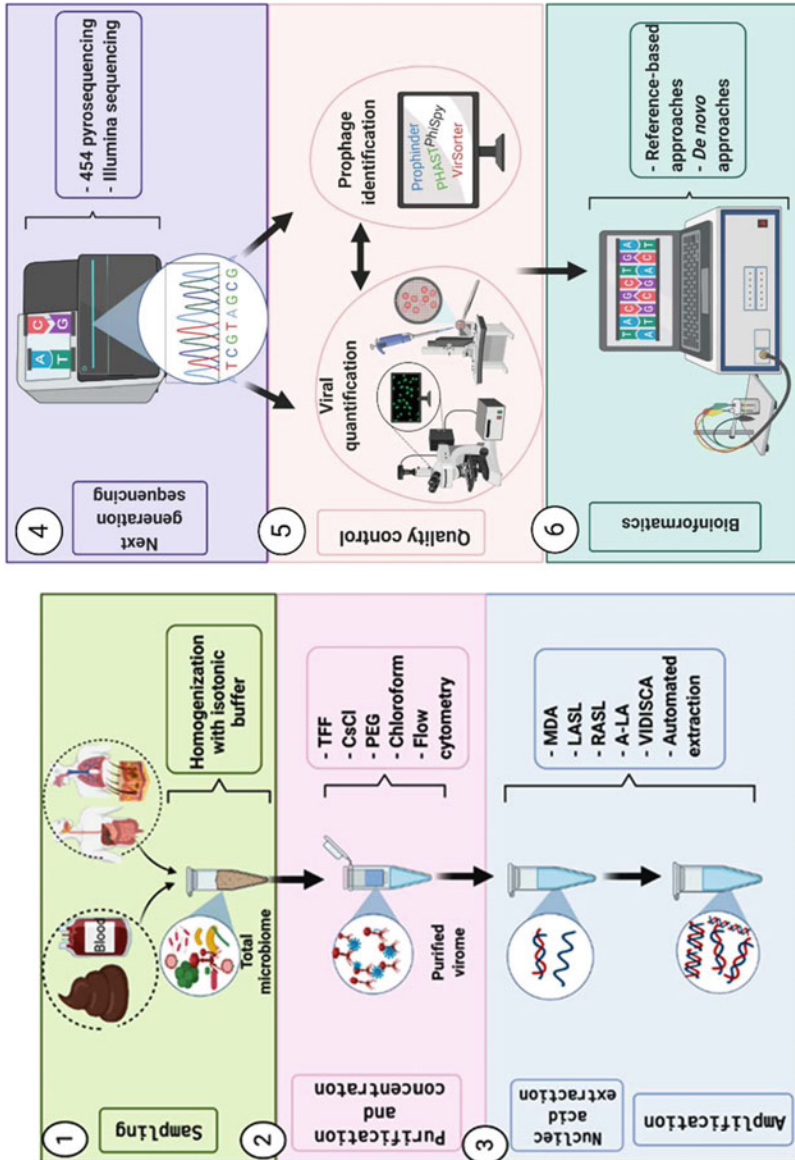 1
Sampling
Blood
Total
microbiome
Homogenization
with isotonic
buffer
2
Purification
and
concentraton
Purified
virome
- TFF
- CsCl
- PEG
- Chloroform
- Flow
cytometry
3
Nucliec
acid
extraction
Amplification
- MDA
- LASL
- RASL
- A-LA
- VIDISCA
- Automated
extraction
4
Next
generation
sequencing
A C
T G
A T C G T A G C G A
- 454 pyrosequencing
- Illumina sequencing
5
Quality control
Viral
quantification
Prophage
identification
Prophinder
PHAST
PhiSpy
VirSorter
6
Bioinformatics
T A C G C T G A
A T G C G A C T
- Reference-based
approaches
- De novo
approaches